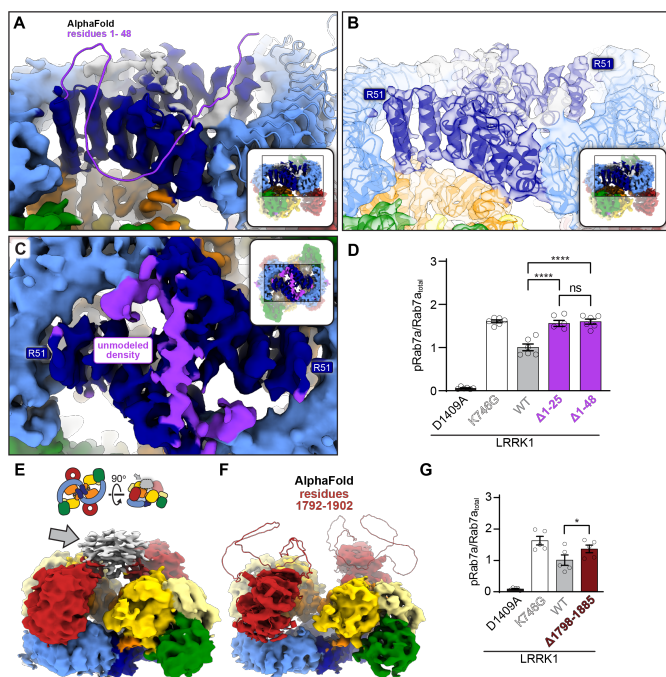 A
AlphaFold
residues 1- 48
B
R51
R51
C
R51
unmodeled
density
R51
D
pRab7a/Rab7atotal
3
2
1
0
****
****
ns
D1409A
K746G
WT
Δ1-25
Δ1-48
LRRK1
E
90°
F
AlphaFold
residues
1792-1902
G
pRab7a/Rab7atotal
3
2
1
0
*
D1409A
K746G
WT
Δ1798-1885
LRRK1